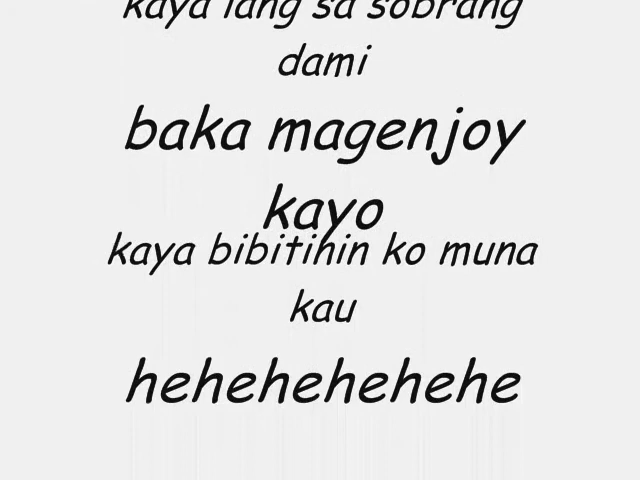 kaya lang sa sobrang
dami
baka magenjoy
kayo
kaya bibitinin ko muna
kau
hehehehehehe